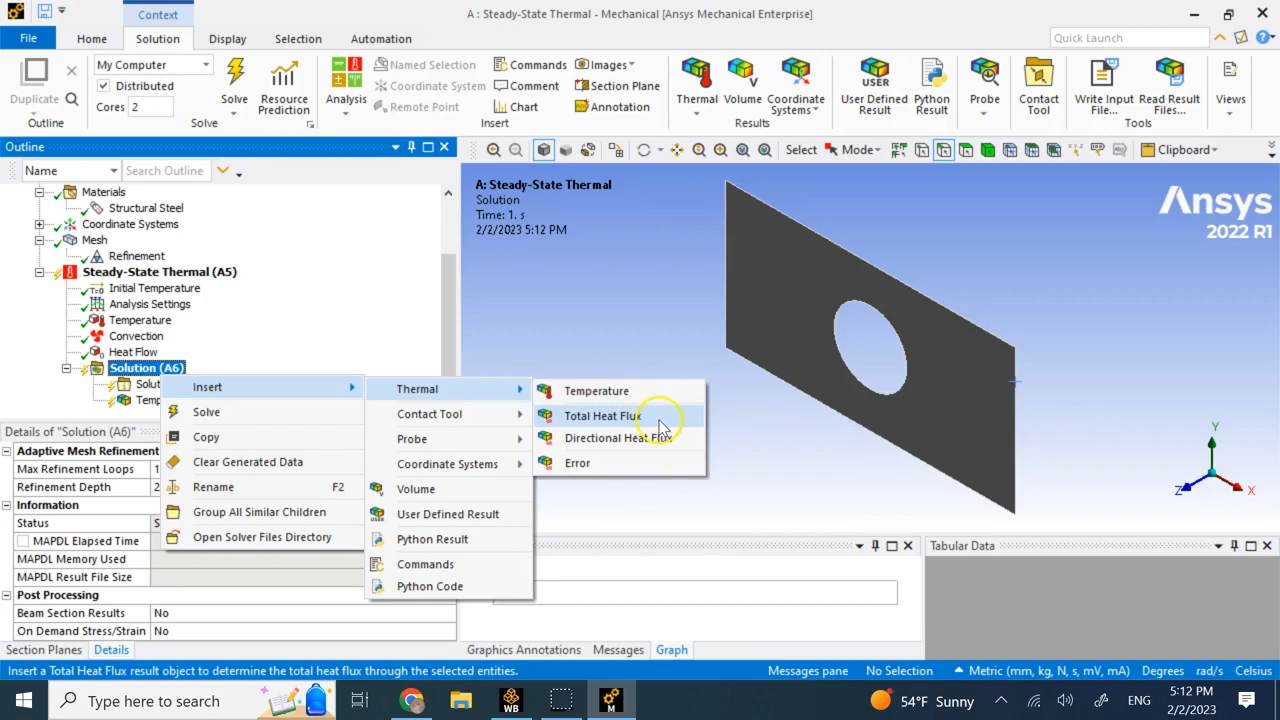 A : Steady-State Thermal - Mechanical [Ansys Mechanical Enterprise]
Context
File
Home
Solution
Display
Selection
Automation
Quick Launch
Duplicate
Outline
My Computer
Distributed
Cores 2
Solve
Resource
Prediction
Solve
Analysis
Named Selection
Coordinate System
Remote Point
Commands
Comment
Chart
Images
Section Plane
Annotation
Insert
Thermal
Volume
Coordinate
Systems
Results
User Defined
Result
Python
Result
Probe
Contact
Tool
Write Input
File...
Read Result
Files...
Tools
Views
Outline
Name
Search Outline
Select
Mode
Clipboard
Materials
Structural Steel
Coordinate Systems
Mesh
Refinement
Steady-State Thermal (A5)
Initial Temperature
Analysis Settings
Temperature
Convection
Heat Flow
Solution (A6)
Solut
Temp
Insert
Solve
Copy
Clear Generated Data
Rename F2
Group All Similar Children
Open Solver Files Directory
Thermal
Contact Tool
Probe
Coordinate Systems
Volume
User Defined Result
Python Result
Commands
Python Code
Temperature
Total Heat Flux
Directional Heat Flux
Error
A: Steady-State Thermal
Solution
Time: 1. s
2/2/2023 5:12 PM
Ansys
2022 R1
Y
Z
X
Details of "Solution (A6)"
Adaptive Mesh Refinement
Max Refinement Loops 1
Refinement Depth 2
Information
Status S
MAPDL Elapsed Time
MAPDL Memory Used
MAPDL Result File Size
Post Processing
Beam Section Results No
On Demand Stress/Strain No
Section Planes
Details
Tabular Data
Graphics Annotations
Messages
Graph
Insert a Total Heat Flux result object to determine the total heat flux through the selected entities.
Messages pane
No Selection
Metric (mm, kg, N, s, mV, mA)
Degrees
rad/s
Celsius
Type here to search
WB
M
54°F Sunny
ENG
5:12 PM
2/2/2023